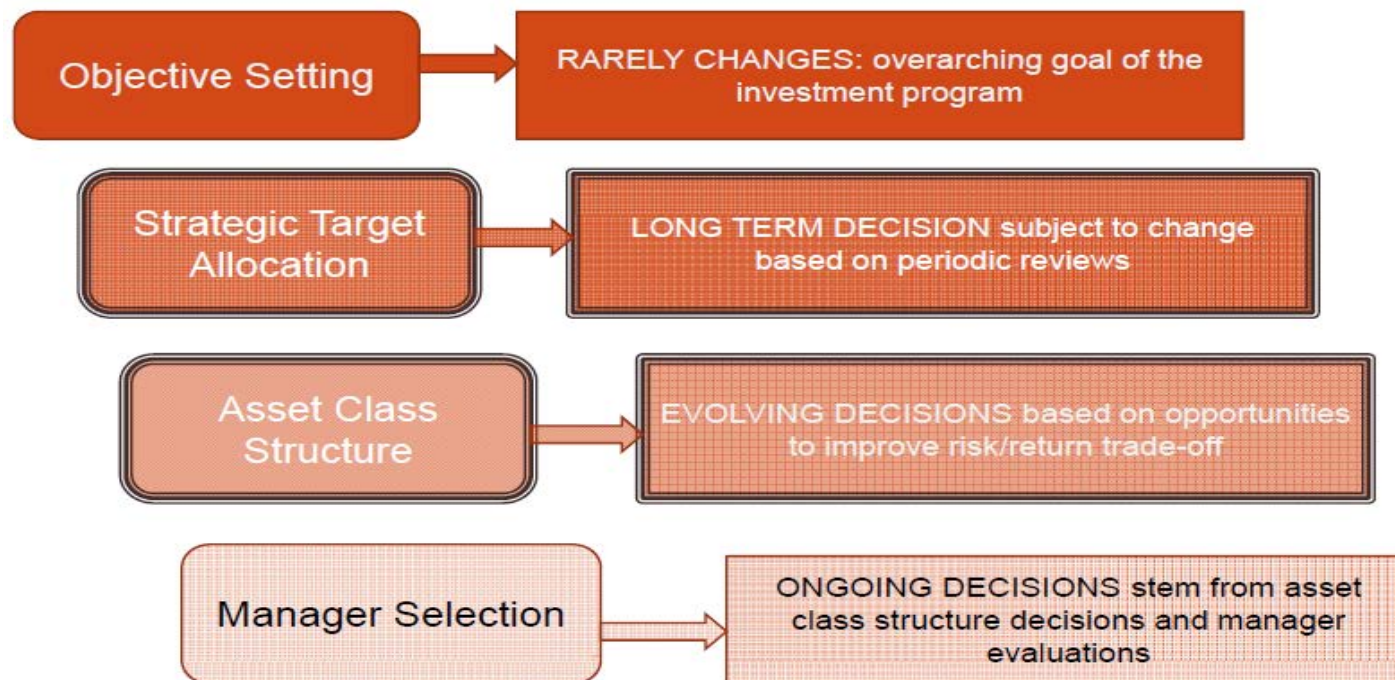 Objective Setting
RARELY CHANGES: overarching goal of the
investment program
Strategic Target
Allocation
LONG TERM DECISION subject to change
based on periodic reviews
Asset Class
Structure
EVOLVING DECISIONS based on opportunities
to improve risk/return trade-off
Manager Selection
ONGOING DECISIONS stem from asset
class structure decisions and manager
evaluations